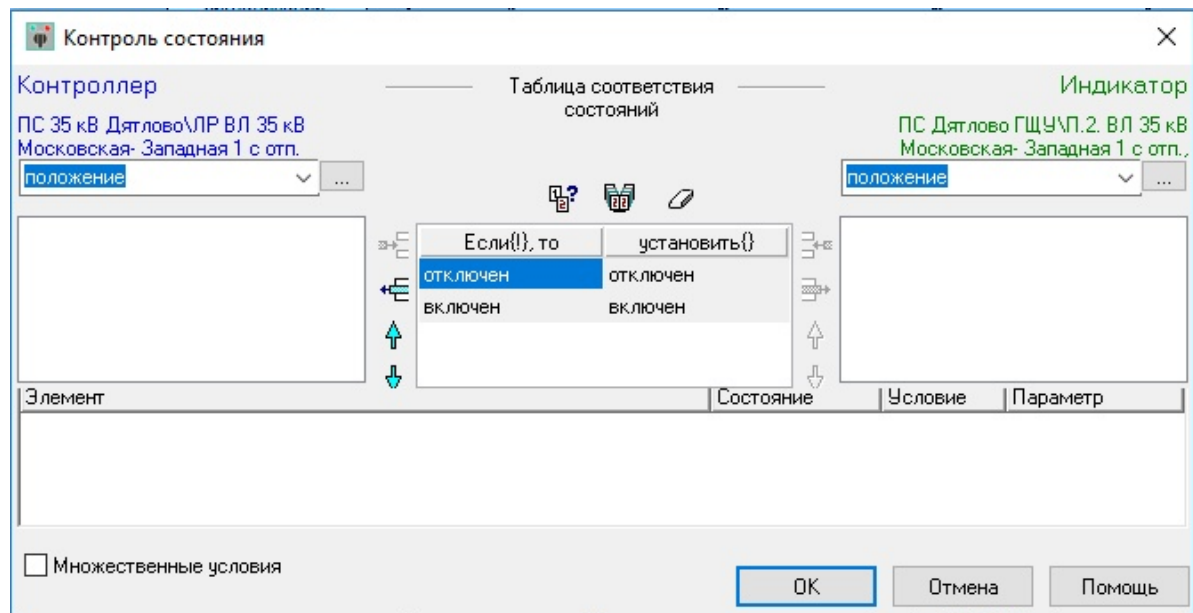 Контроль состояния
Контроллер
Таблица соответствия
состояний
Индикатор
ПС 35 кВ Дятлово\ЛР ВЛ 35 кВ
Московская- Западная 1 с отп.
ПС Дятлово ГЩУ\П.2. ВЛ 35 кВ
Московская- Западная 1 с отп.,
положение
...
положение
...
Если{!}, то
установить{}
отключен
отключен
включен
включен
Элемент
Состояние
Условие
Параметр
Множественные условия
OK
Отмена
Помощь